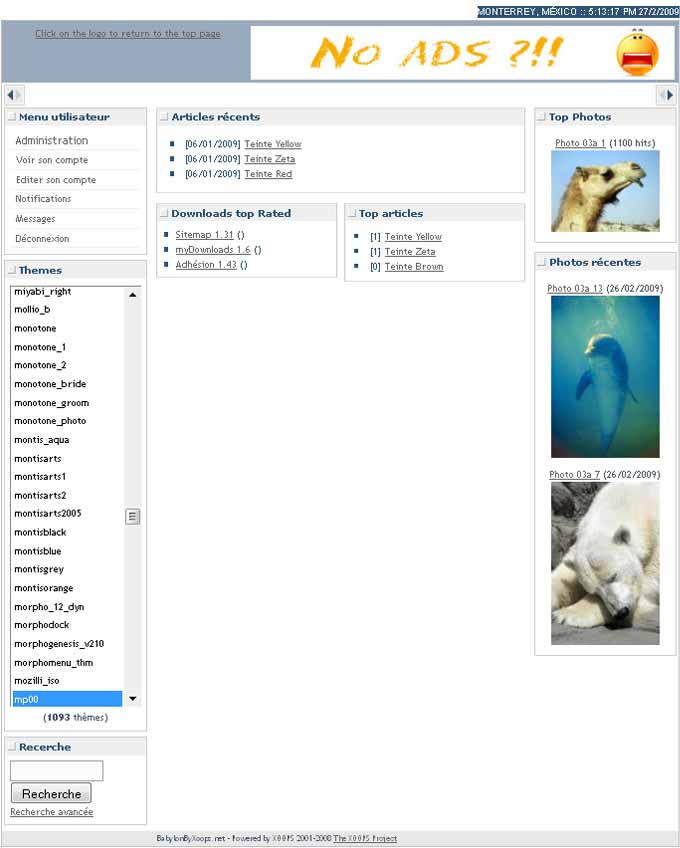 MONTERREY, MÉXICO :: 5:13:17 PM 27/2/2009
Click on the logo to return to the top page
NO ADS ?!!
Menu utilisateur
Administration
Voir son compte
Editer son compte
Notifications
Messages
Déconnexion
Themes
miyabi_right
mollio_b
monotone
monotone_1
monotone_2
monotone_bride
monotone_groom
monotone_photo
montis_aqua
montisarts
montisarts1
montisarts2
montisarts2005
montisblack
montisblue
montisgrey
montisorange
morpho_12_dyn
morphodock
morphogenesis_v210
morphomenu_thm
mozilli_iso
mp00
(1093 thèmes)
Recerche
Recherche
Recherche avancée
Articles récents
[06/01/2009] Teinte Yellow
[06/01/2009] Teinte Zeta
[06/01/2009] Teinte Red
Downloads top Rated
Sitemap 1.31 ()
myDownloads 1.6 ()
Adhésion 1.43 ()
Top articles
[1] Teinte Yellow
[1] Teinte Zeta
[0] Teinte Brown
Top Photos
Photo 03a 1 (1100 hits)
Photos récentes
Photo 03a 13 (26/02/2009)
Photo 03a 7 (26/02/2009)
BabylonByXoops.net - Powered by XOOPS 2001-2008 The XOOPS Project